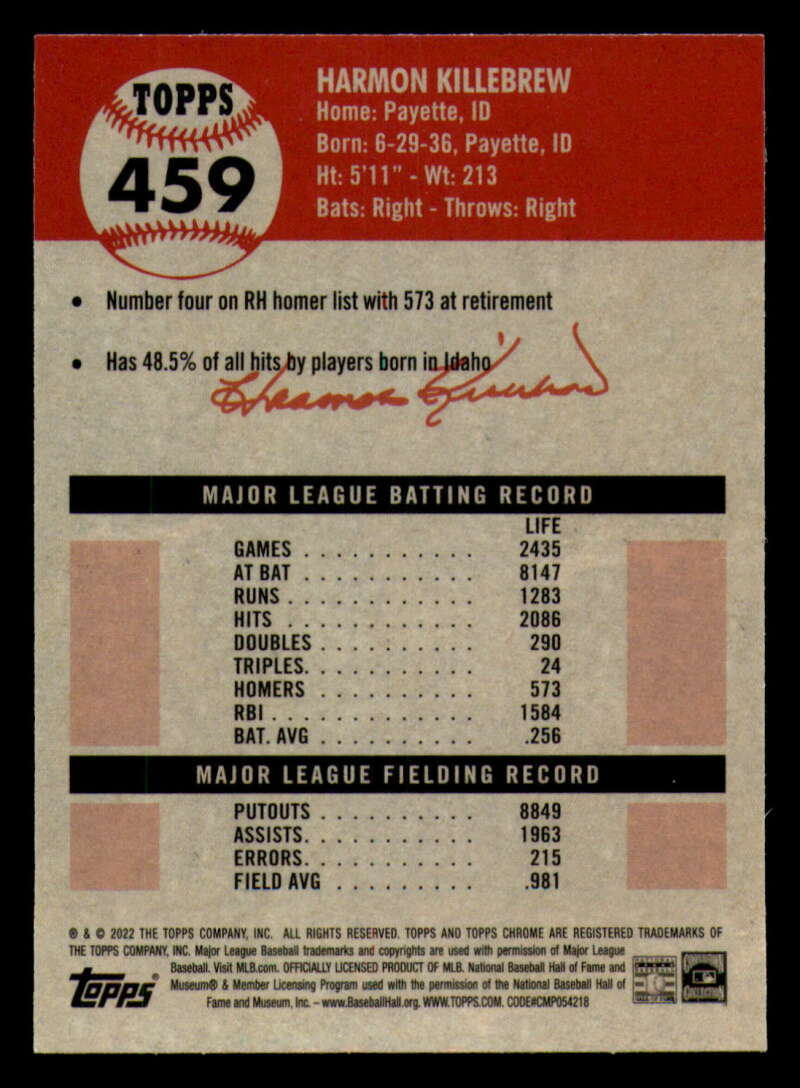 TOPPS
459
HARMON KILLEBREW
Home: Payette, ID
Born: 6-29-36, Payette, ID
Ht: 5'11" - Wt: 213
Bats: Right - Throws: Right
• Number four on RH homer list with 573 at retirement
• Has 48.5% of all hits by players born in Idaho
Harmon Killebrew
MAJOR LEAGUE BATTING RECORD
LIFE
GAMES . . . . . . . . . . . 2435
AT BAT . . . . . . . . . . . 8147
RUNS . . . . . . . . . . . . 1283
HITS . . . . . . . . . . . . 2086
DOUBLES . . . . . . . . . . 290
TRIPLES. . . . . . . . . . . 24
HOMERS . . . . . . . . . . 573
RBI . . . . . . . . . . . . . 1584
BAT. AVG . . . . . . . . . . .256
MAJOR LEAGUE FIELDING RECORD
PUTOUTS . . . . . . . . . . 8849
ASSISTS. . . . . . . . . . . 1963
ERRORS. . . . . . . . . . . 215
FIELD AVG . . . . . . . . . .981
® & © 2022 THE TOPPS COMPANY, INC. ALL RIGHTS RESERVED. TOPPS AND TOPPS CHROME ARE REGISTERED TRADEMARKS OF
THE TOPPS COMPANY, INC. Major League Baseball trademarks and copyrights are used with permission of Major League
Baseball. Visit MLB.com. OFFICIALLY LICENSED PRODUCT OF MLB. National Baseball Hall of Fame and
Museum® & Member Licensing Program used with the permission of the National Baseball Hall of
Fame and Museum, Inc. – www.BaseballHall.org. WWW.TOPPS.COM. CODE#CMP054218
Topps®